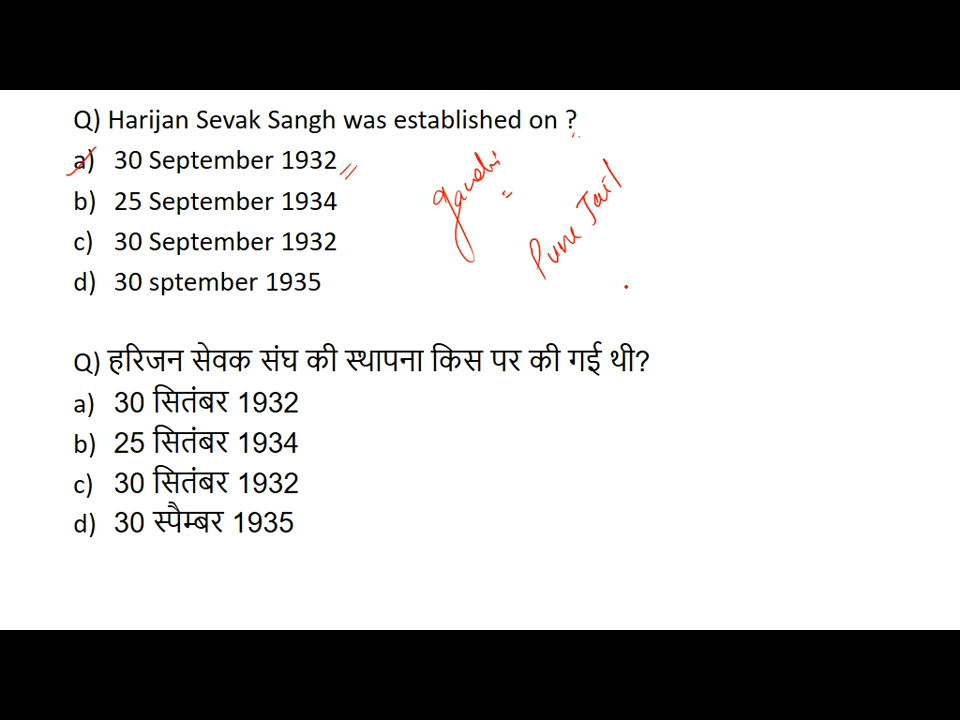 Q) Harijan Sevak Sangh was established on ?
a) 30 September 1932
b) 25 September 1934
c) 30 September 1932
d) 30 sptember 1935
gandhi
Pune Jail
Q) हरिजन सेवक संघ की स्थापना किस पर की गई थी?
a) 30 सितंबर 1932
b) 25 सितंबर 1934
c) 30 सितंबर 1932
d) 30 स्पैम्बर 1935